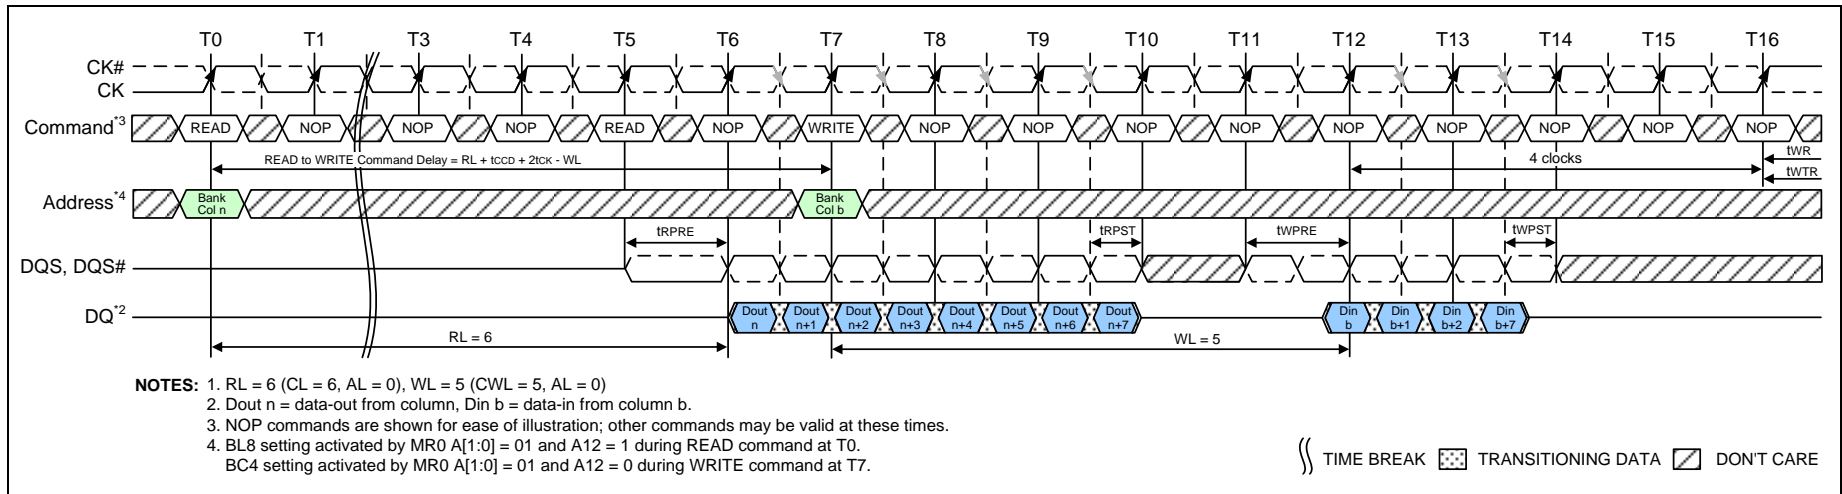 T0 T1 T3 T4 T5 T6 T7 T8 T9 T10 T11 T12 T13 T14 T15 T16
CK#
CK
Command*3 READ NOP NOP NOP READ NOP WRITE NOP NOP NOP NOP NOP NOP NOP NOP NOP
READ to WRITE Command Delay = RL + tCCD + 2tCK - WL
4 clocks
tWR
tWTR
Address*4 Bank Col n Bank Col b
tRPRE tRPST tWPRE tWPST
DQS, DQS#
DQ*2 Dout n Dout n+1 Dout n+2 Dout n+3 Dout n+4 Dout n+5 Dout n+6 Dout n+7 Din b Din b+1 Din b+2 Din b+7
RL = 6 WL = 5
NOTES: 1. RL = 6 (CL = 6, AL = 0), WL = 5 (CWL = 5, AL = 0)
2. Dout n = data-out from column, Din b = data-in from column b.
3. NOP commands are shown for ease of illustration; other commands may be valid at these times.
4. BL8 setting activated by MR0 A[1:0] = 01 and A12 = 1 during READ command at T0.
BC4 setting activated by MR0 A[1:0] = 01 and A12 = 0 during WRITE command at T7.
TIME BREAK TRANSITIONING DATA DON'T CARE